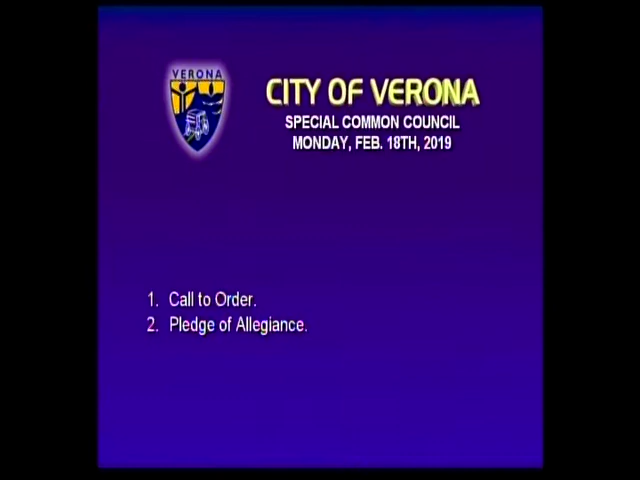 VERONA
CITY OF VERONA
SPECIAL COMMON COUNCIL
MONDAY, FEB. 18TH, 2019
1. Call to Order.
2. Pledge of Allegiance.